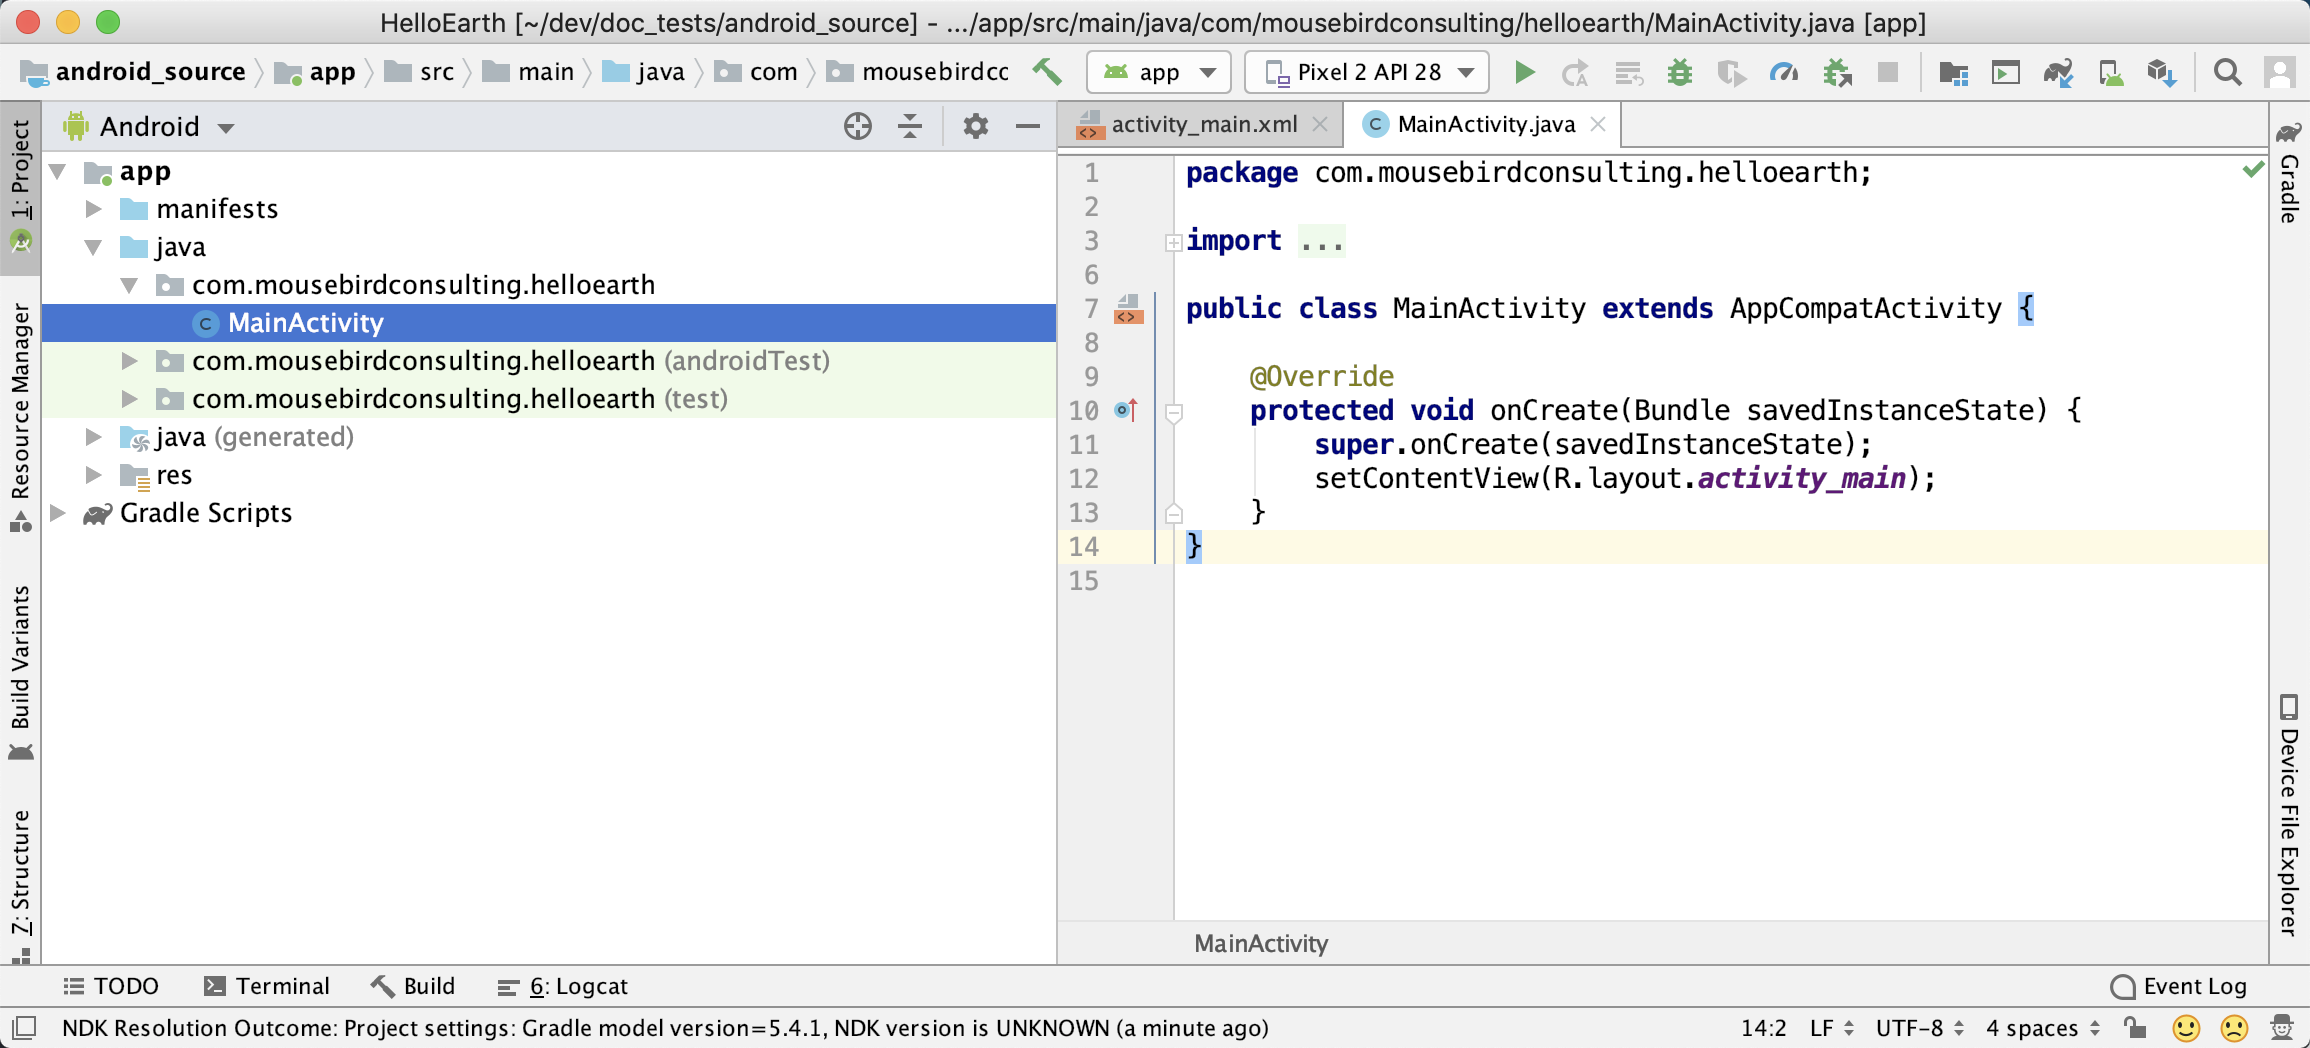 HelloEarth [~/dev/doc_tests/android_source] - .../app/src/main/java/com/mousebirdconsulting/helloearth/MainActivity.java [app]
android_source app src main java com mousebirdcc app Pixel 2 API 28
1: Project
Resource Manager
Build Variants
7: Structure
Android
app
manifests
java
com.mousebirdconsulting.helloearth
MainActivity
com.mousebirdconsulting.helloearth (androidTest)
com.mousebirdconsulting.helloearth (test)
java (generated)
res
Gradle Scripts
activity_main.xml MainActivity.java
1 package com.mousebirdconsulting.helloearth;
2
3 import ...
6
7 public class MainActivity extends AppCompatActivity {
8
9 @Override
10 protected void onCreate(Bundle savedInstanceState) {
11 super.onCreate(savedInstanceState);
12 setContentView(R.layout.activity_main);
13 }
14 }
15
MainActivity
Gradle
Device File Explorer
TODO Terminal Build 6: Logcat Event Log
NDK Resolution Outcome: Project settings: Gradle model version=5.4.1, NDK version is UNKNOWN (a minute ago) 14:2 LF UTF-8 4 spaces